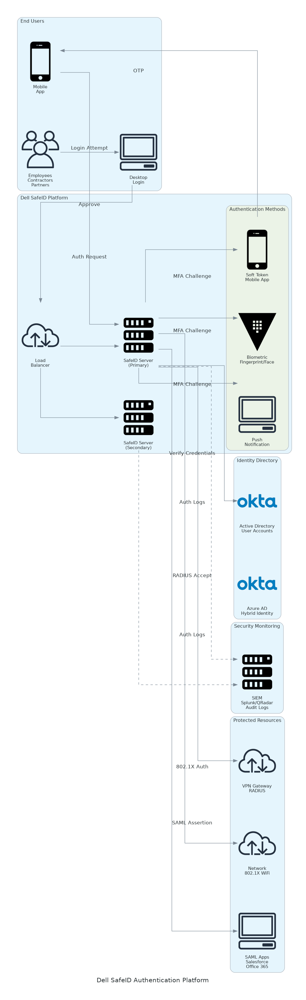 End Users
OTP
Mobile
App
Login Attempt
Employees
Contractors
Partners
Desktop
Login
Dell SafeID Platform
Approve
Authentication Methods
Auth Request
Soft Token
Mobile App
MFA Challenge
MFA Challenge
Biometric
Fingerprint/Face
Load
Balancer
SafeID Server
(Primary)
MFA Challenge
Push
Notification
SafeID Server
(Secondary)
Verify Credentials
Identity Directory
Auth Logs
okta
Active Directory
User Accounts
RADIUS Accept
okta
Azure AD
Hybrid Identity
Security Monitoring
Auth Logs
SIEM
Splunk/QRadar
Audit Logs
Protected Resources
802.1X Auth
VPN Gateway
RADIUS
SAML Assertion
Network
802.1X WiFi
SAML Apps
Salesforce
Office 365
Dell SafeID Authentication Platform